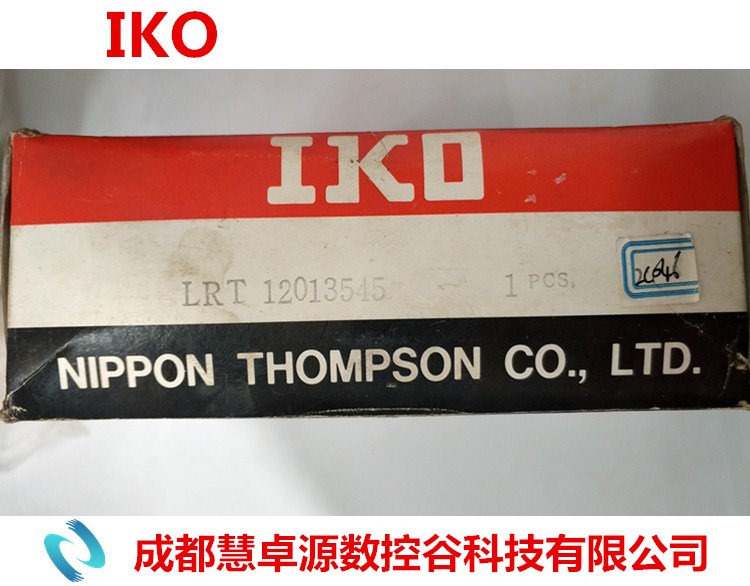 IKO
IKO
LRT 12013545 1 PCS.
NIPPON THOMPSON CO., LTD.
成都慧卓源数控谷科技有限公司